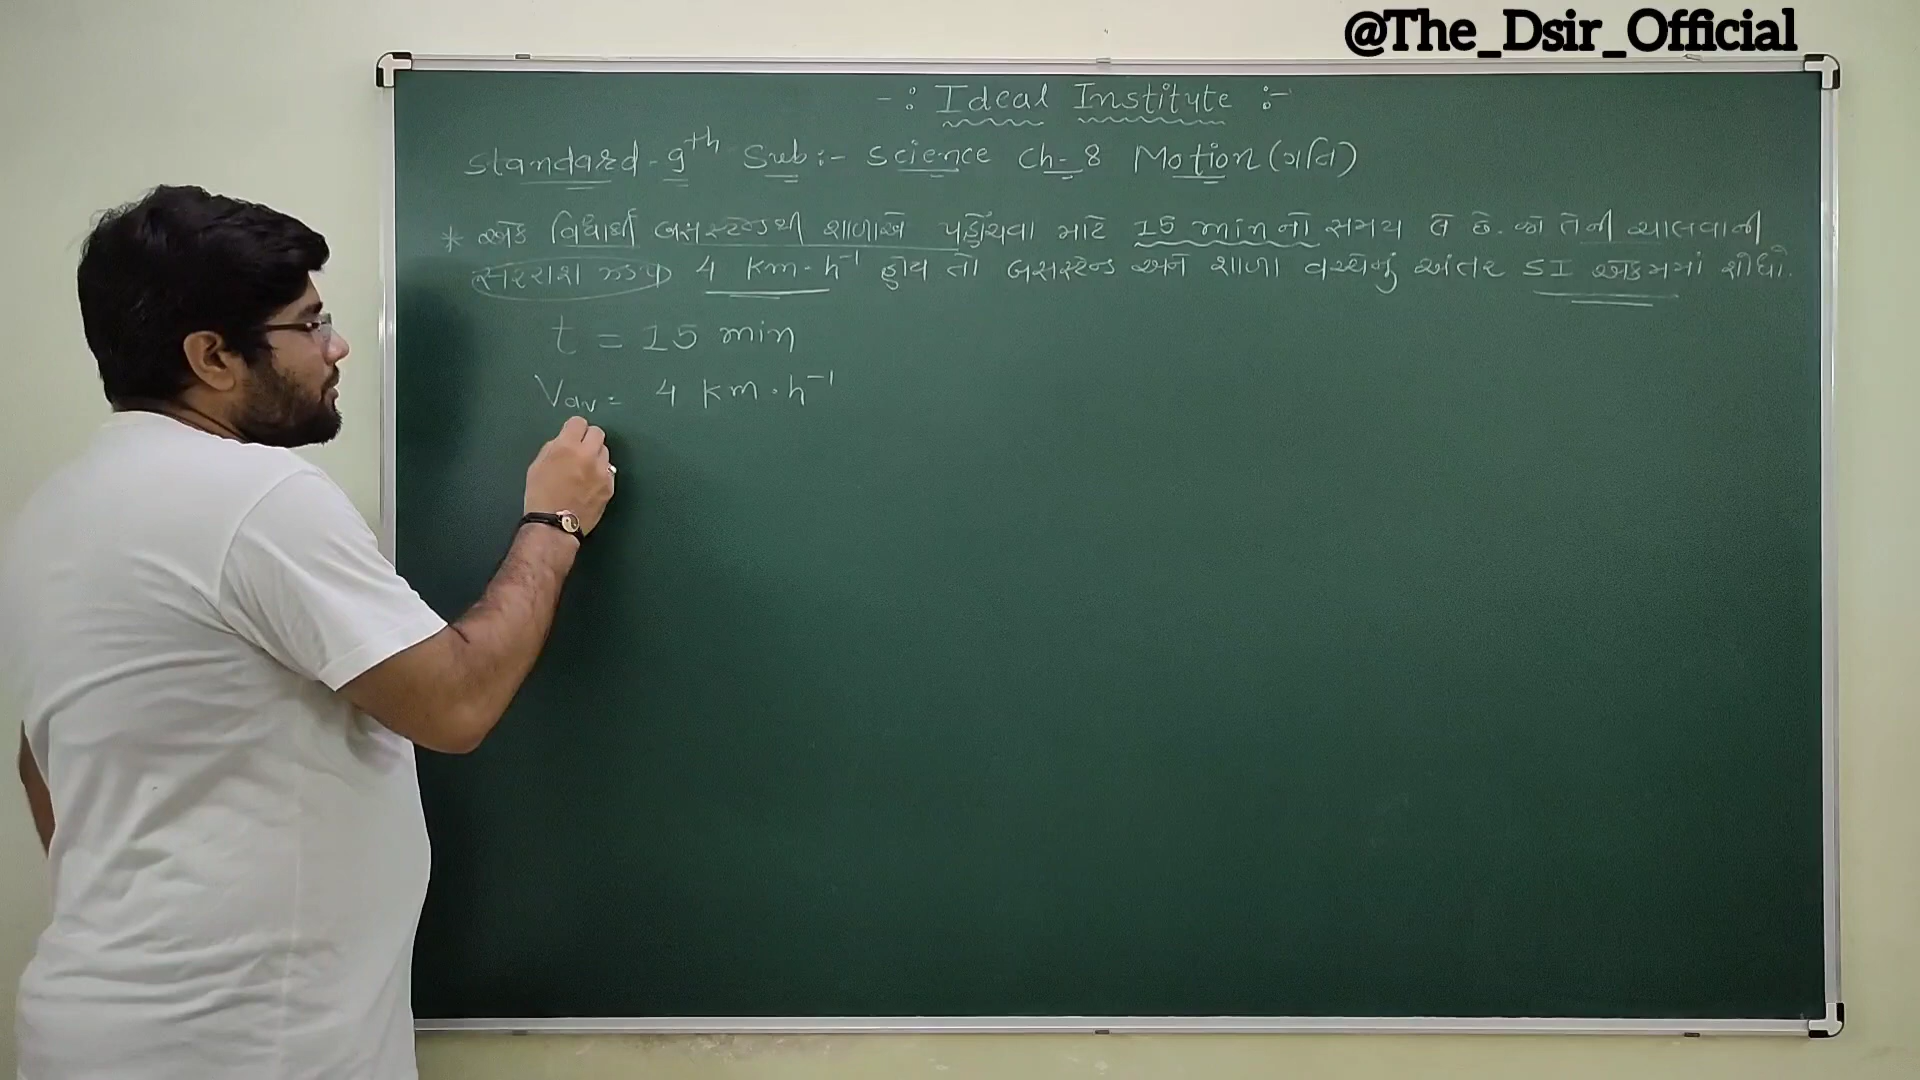 @The_Dsir_Official
-: Ideal Institute :-
Standard-9th Sub:- Science Ch-8 Motion (ગતિ)
* એક વિદ્યાર્થી બસસ્ટેન્ડથી શાળાએ પહોંચવા માટે 15 min નો સમય લે છે. જો તેની ચાલવાની
સરેરાશ ઝડપ 4 km·h⁻¹ હોય તો બસસ્ટેન્ડ અને શાળા વચ્ચેનું અંતર SI એકમમાં શોધો.
t = 15 min
Vav = 4 km·h⁻¹